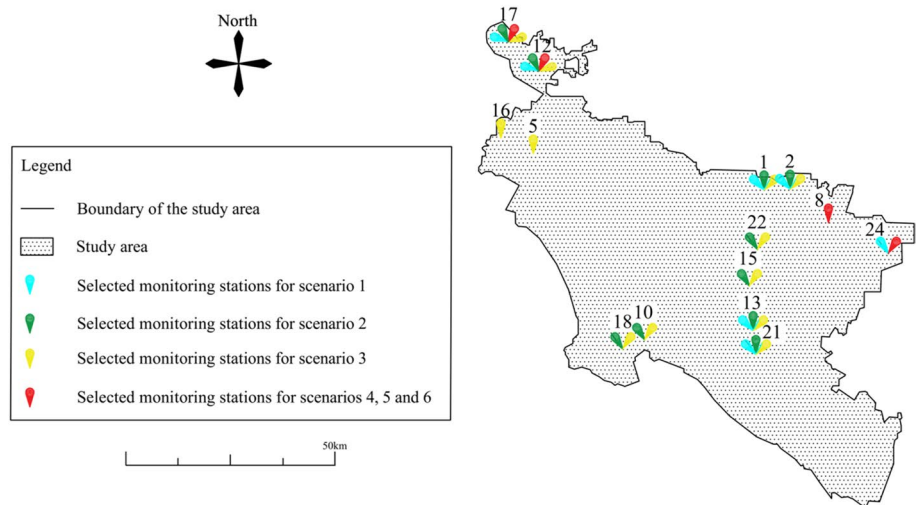 North
Legend
Boundary of the study area
Study area
Selected monitoring stations for scenario 1
Selected monitoring stations for scenario 2
Selected monitoring stations for scenario 3
Selected monitoring stations for scenarios 4, 5 and 6
50km
17
12
16
5
1
2
8
22
24
15
13
10
18
21